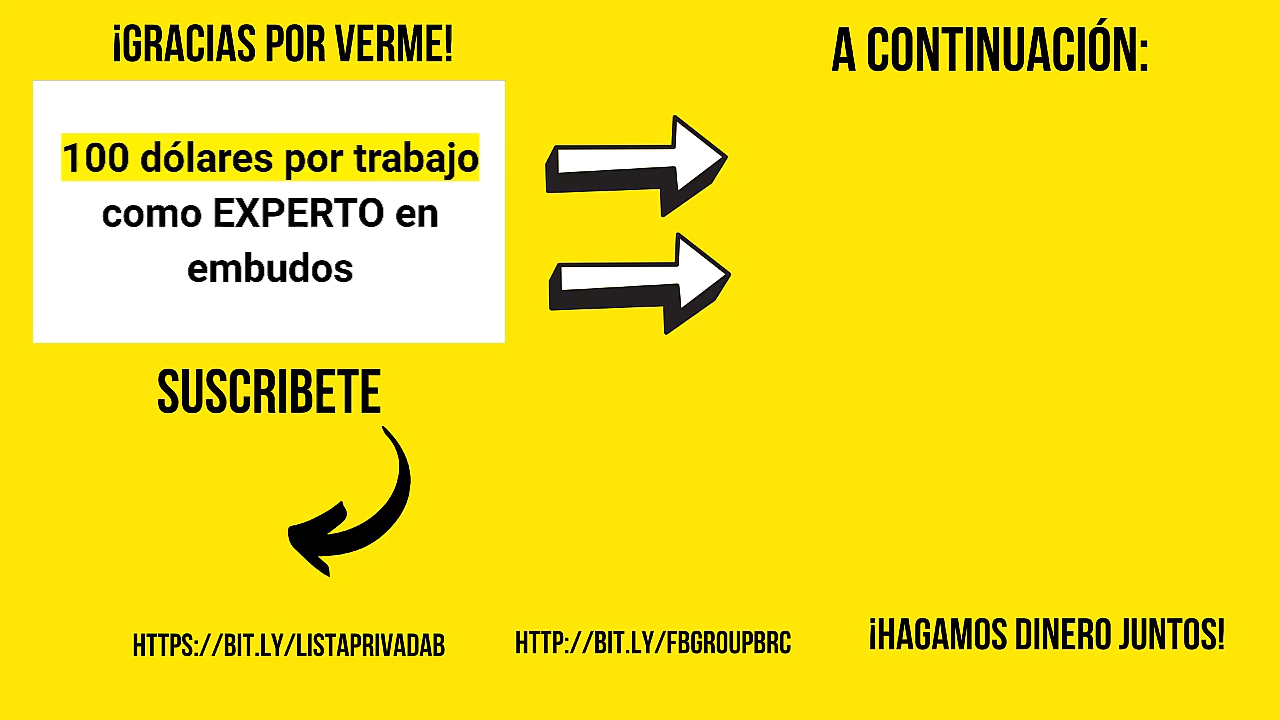 ¡GRACIAS POR VERME!
A CONTINUACIÓN:
100 dólares por trabajo
como EXPERTO en
embudos
SUSCRIBETE
HTTPS://BIT.LY/LISTAPRIVADAB
HTTP://BIT.LY/FBGROUPBRC
¡HAGAMOS DINERO JUNTOS!